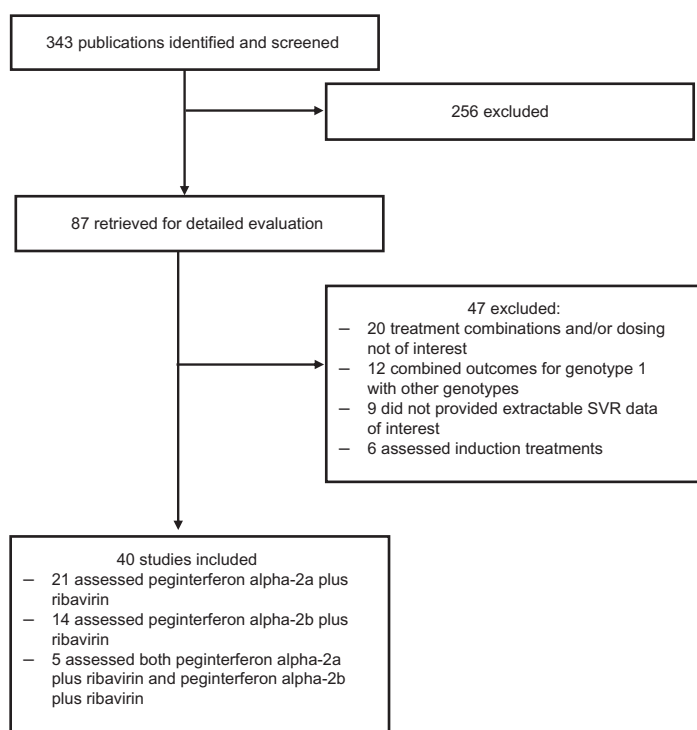 343 publications identified and screened
256 excluded
87 retrieved for detailed evaluation
47 excluded:
– 20 treatment combinations and/or dosing
not of interest
– 12 combined outcomes for genotype 1
with other genotypes
– 9 did not provided extractable SVR data
of interest
– 6 assessed induction treatments
40 studies included
– 21 assessed peginterferon alpha-2a plus
ribavirin
– 14 assessed peginterferon alpha-2b plus
ribavirin
– 5 assessed both peginterferon alpha-2a
plus ribavirin and peginterferon alpha-2b
plus ribavirin